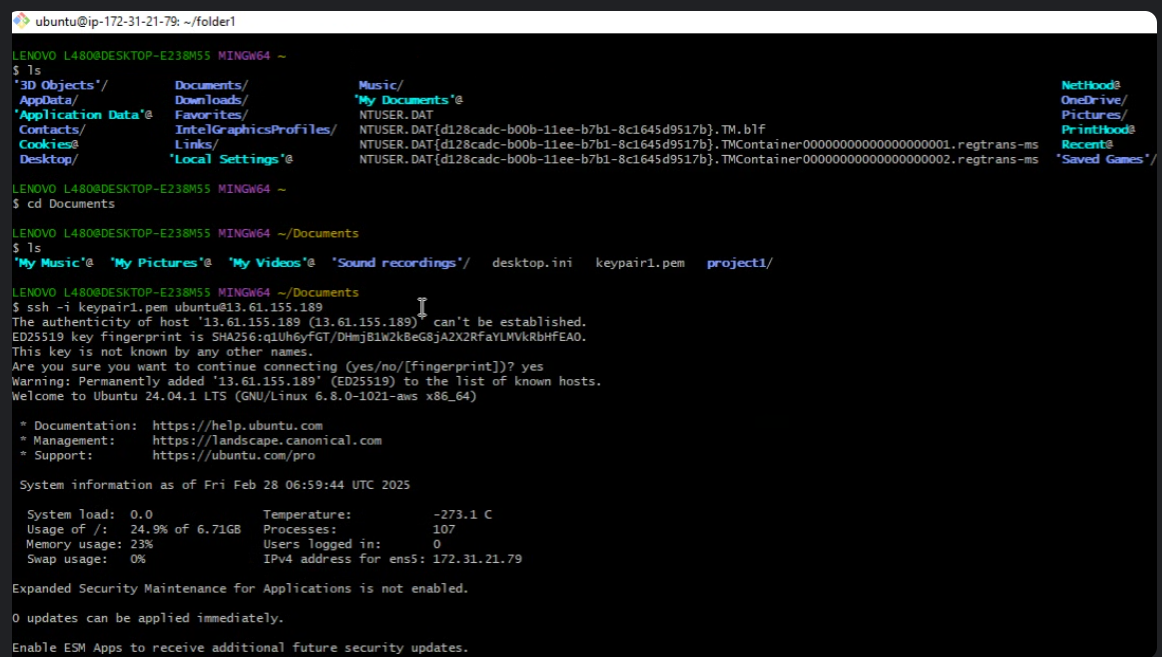 ubuntu@ip-172-31-21-79: ~/folder1
LENOVO L480@DESKTOP-E238M55 MINGW64 ~
$ ls
'3D Objects'/ Documents/ Music/ NetHood@
AppData/ Downloads/ 'My Documents'@ OneDrive/
'Application Data'@ Favorites/ NTUSER.DAT Pictures/
Contacts/ IntelGraphicsProfiles/ NTUSER.DAT{d128cadc-b00b-11ee-b7b1-8c1645d9517b}.TM.blf PrintHood@
Cookies@ Links/ NTUSER.DAT{d128cadc-b00b-11ee-b7b1-8c1645d9517b}.TMContainer00000000000000000001.regtrans-ms Recent@
Desktop/ 'Local Settings'@ NTUSER.DAT{d128cadc-b00b-11ee-b7b1-8c1645d9517b}.TMContainer00000000000000000002.regtrans-ms 'Saved Games'/
LENOVO L480@DESKTOP-E238M55 MINGW64 ~
$ cd Documents
LENOVO L480@DESKTOP-E238M55 MINGW64 ~/Documents
$ ls
'My Music'@ 'My Pictures'@ 'My Videos'@ 'Sound recordings'/ desktop.ini keypair1.pem project1/
LENOVO L480@DESKTOP-E238M55 MINGW64 ~/Documents
$ ssh -i keypair1.pem ubuntu@13.61.155.189
The authenticity of host '13.61.155.189 (13.61.155.189)' can't be established.
ED25519 key fingerprint is SHA256:q1Uh6yfGT/DHmjB1W2kBeG8jA2X2RfaYLMVkRbHfEAO.
This key is not known by any other names.
Are you sure you want to continue connecting (yes/no/[fingerprint])? yes
Warning: Permanently added '13.61.155.189' (ED25519) to the list of known hosts.
Welcome to Ubuntu 24.04.1 LTS (GNU/Linux 6.8.0-1021-aws x86_64)
* Documentation: https://help.ubuntu.com
* Management: https://landscape.canonical.com
* Support: https://ubuntu.com/pro
System information as of Fri Feb 28 06:59:44 UTC 2025
System load: 0.0 Temperature: -273.1 C
Usage of /: 24.9% of 6.71GB Processes: 107
Memory usage: 23% Users logged in: 0
Swap usage: 0% IPv4 address for ens5: 172.31.21.79
Expanded Security Maintenance for Applications is not enabled.
0 updates can be applied immediately.
Enable ESM Apps to receive additional future security updates.